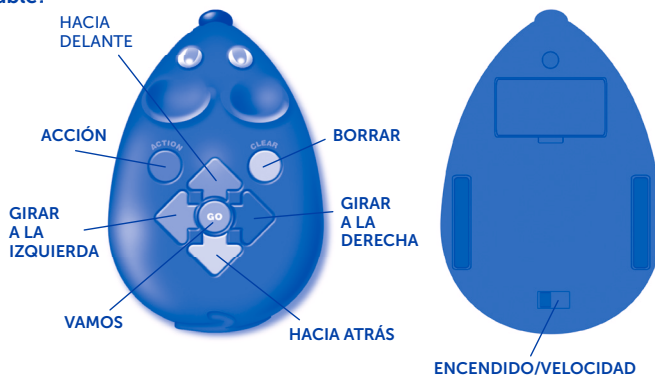 HACIA
DELANTE
ACCIÓN
BORRAR
ACTION
CLEAR
GIRAR
A LA
IZQUIERDA
GO
GIRAR
A LA
DERECHA
VAMOS
HACIA ATRÁS
ENCENDIDO/VELOCIDAD